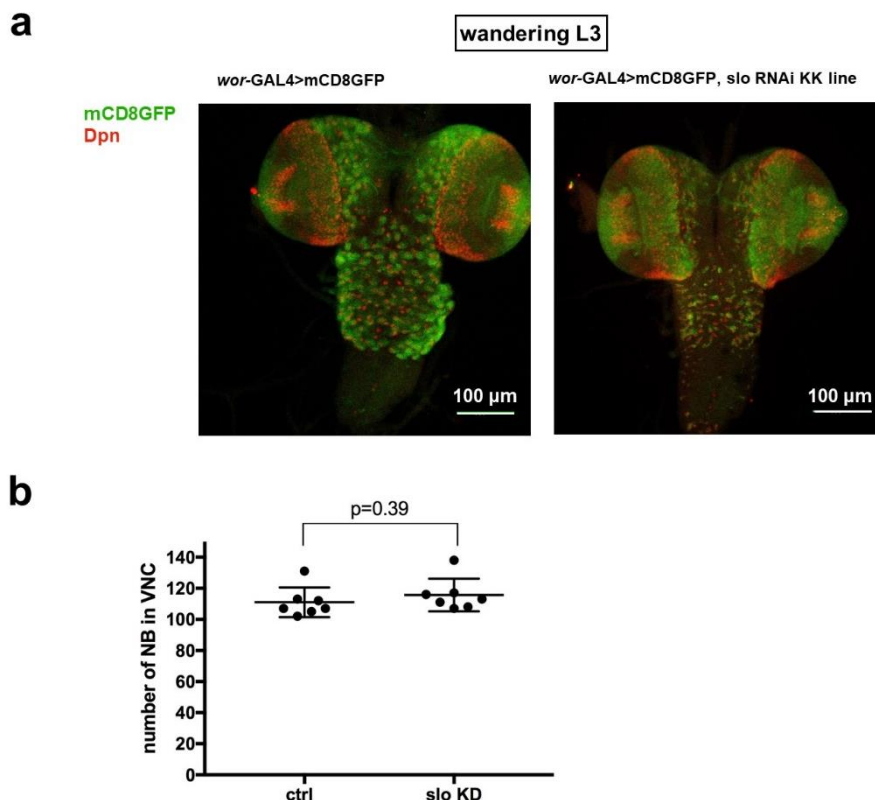 a
wandering L3
wor-GAL4>mCD8GFP
wor-GAL4>mCD8GFP, slo RNAi KK line
mCD8GFP
Dpn
100 µm
100 µm
b
p=0.39
number of NB in VNC
140
120
100
80
60
40
20
0
ctrl
slo KD